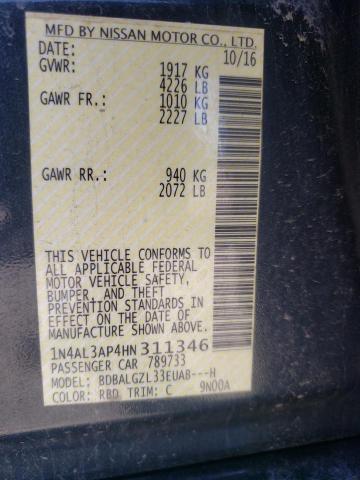 MFD BY NISSAN MOTOR CO., LTD.
DATE: 10/16
GVWR: 1917 KG
4226 LB
GAWR FR.: 1010 KG
2227 LB
GAWR RR.: 940 KG
2072 LB
THIS VEHICLE CONFORMS TO
ALL APPLICABLE FEDERAL
MOTOR VEHICLE SAFETY,
BUMPER, AND THEFT
PREVENTION STANDARDS IN
EFFECT ON THE DATE OF
MANUFACTURE SHOWN ABOVE.
1N4AL3AP4HN311346
PASSENGER CAR 789733
MODEL: BDBALGZL33EUAB---H
COLOR: RBD TRIM: C 9N00A